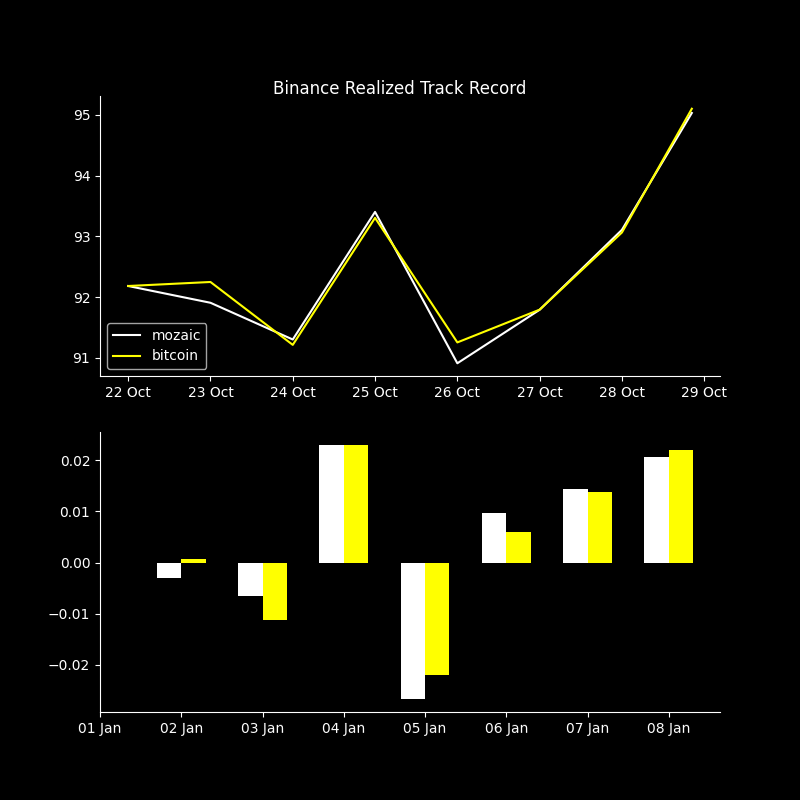 Binance Realized Track Record
95
94
93
92
91
mozaic
bitcoin
22 Oct 23 Oct 24 Oct 25 Oct 26 Oct 27 Oct 28 Oct 29 Oct
0.02
0.01
0.00
−0.01
−0.02
01 Jan 02 Jan 03 Jan 04 Jan 05 Jan 06 Jan 07 Jan 08 Jan